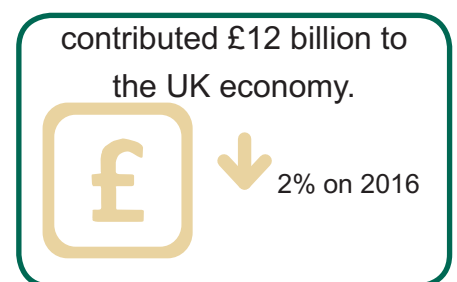 contributed £12 billion to
the UK economy.
£
2% on 2016